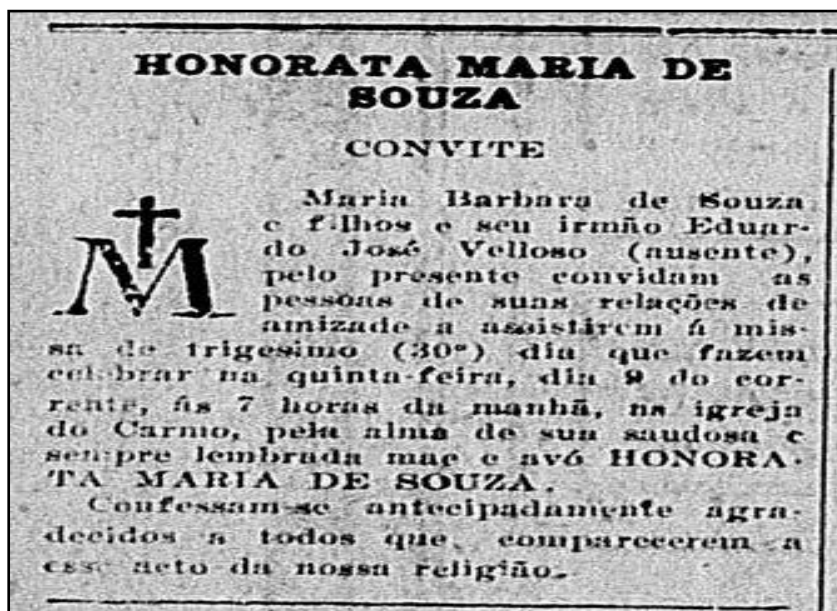 HONORATA MARIA DE
SOUZA
CONVITE
Maria Barbara de Souza
e filhos e seu irmão Eduar-
do José Velloso (ausente),
pelo presente convidam as
pessôas de suas relações de
amizade a assistirem á mis-
sa de trigesimo (30º) dia que fazem
celebrar na quinta-feira, dia 9 do cor-
rente, ás 7 horas da manhã, na igreja
do Carmo, pela alma de sua saudosa e
sempre lembrada mae e avó HONORA-
TA MARIA DE SOUZA.
Confessam-se antecipadamente agra-
decidos a todos que comparecerem a
esse acto da nossa religião.